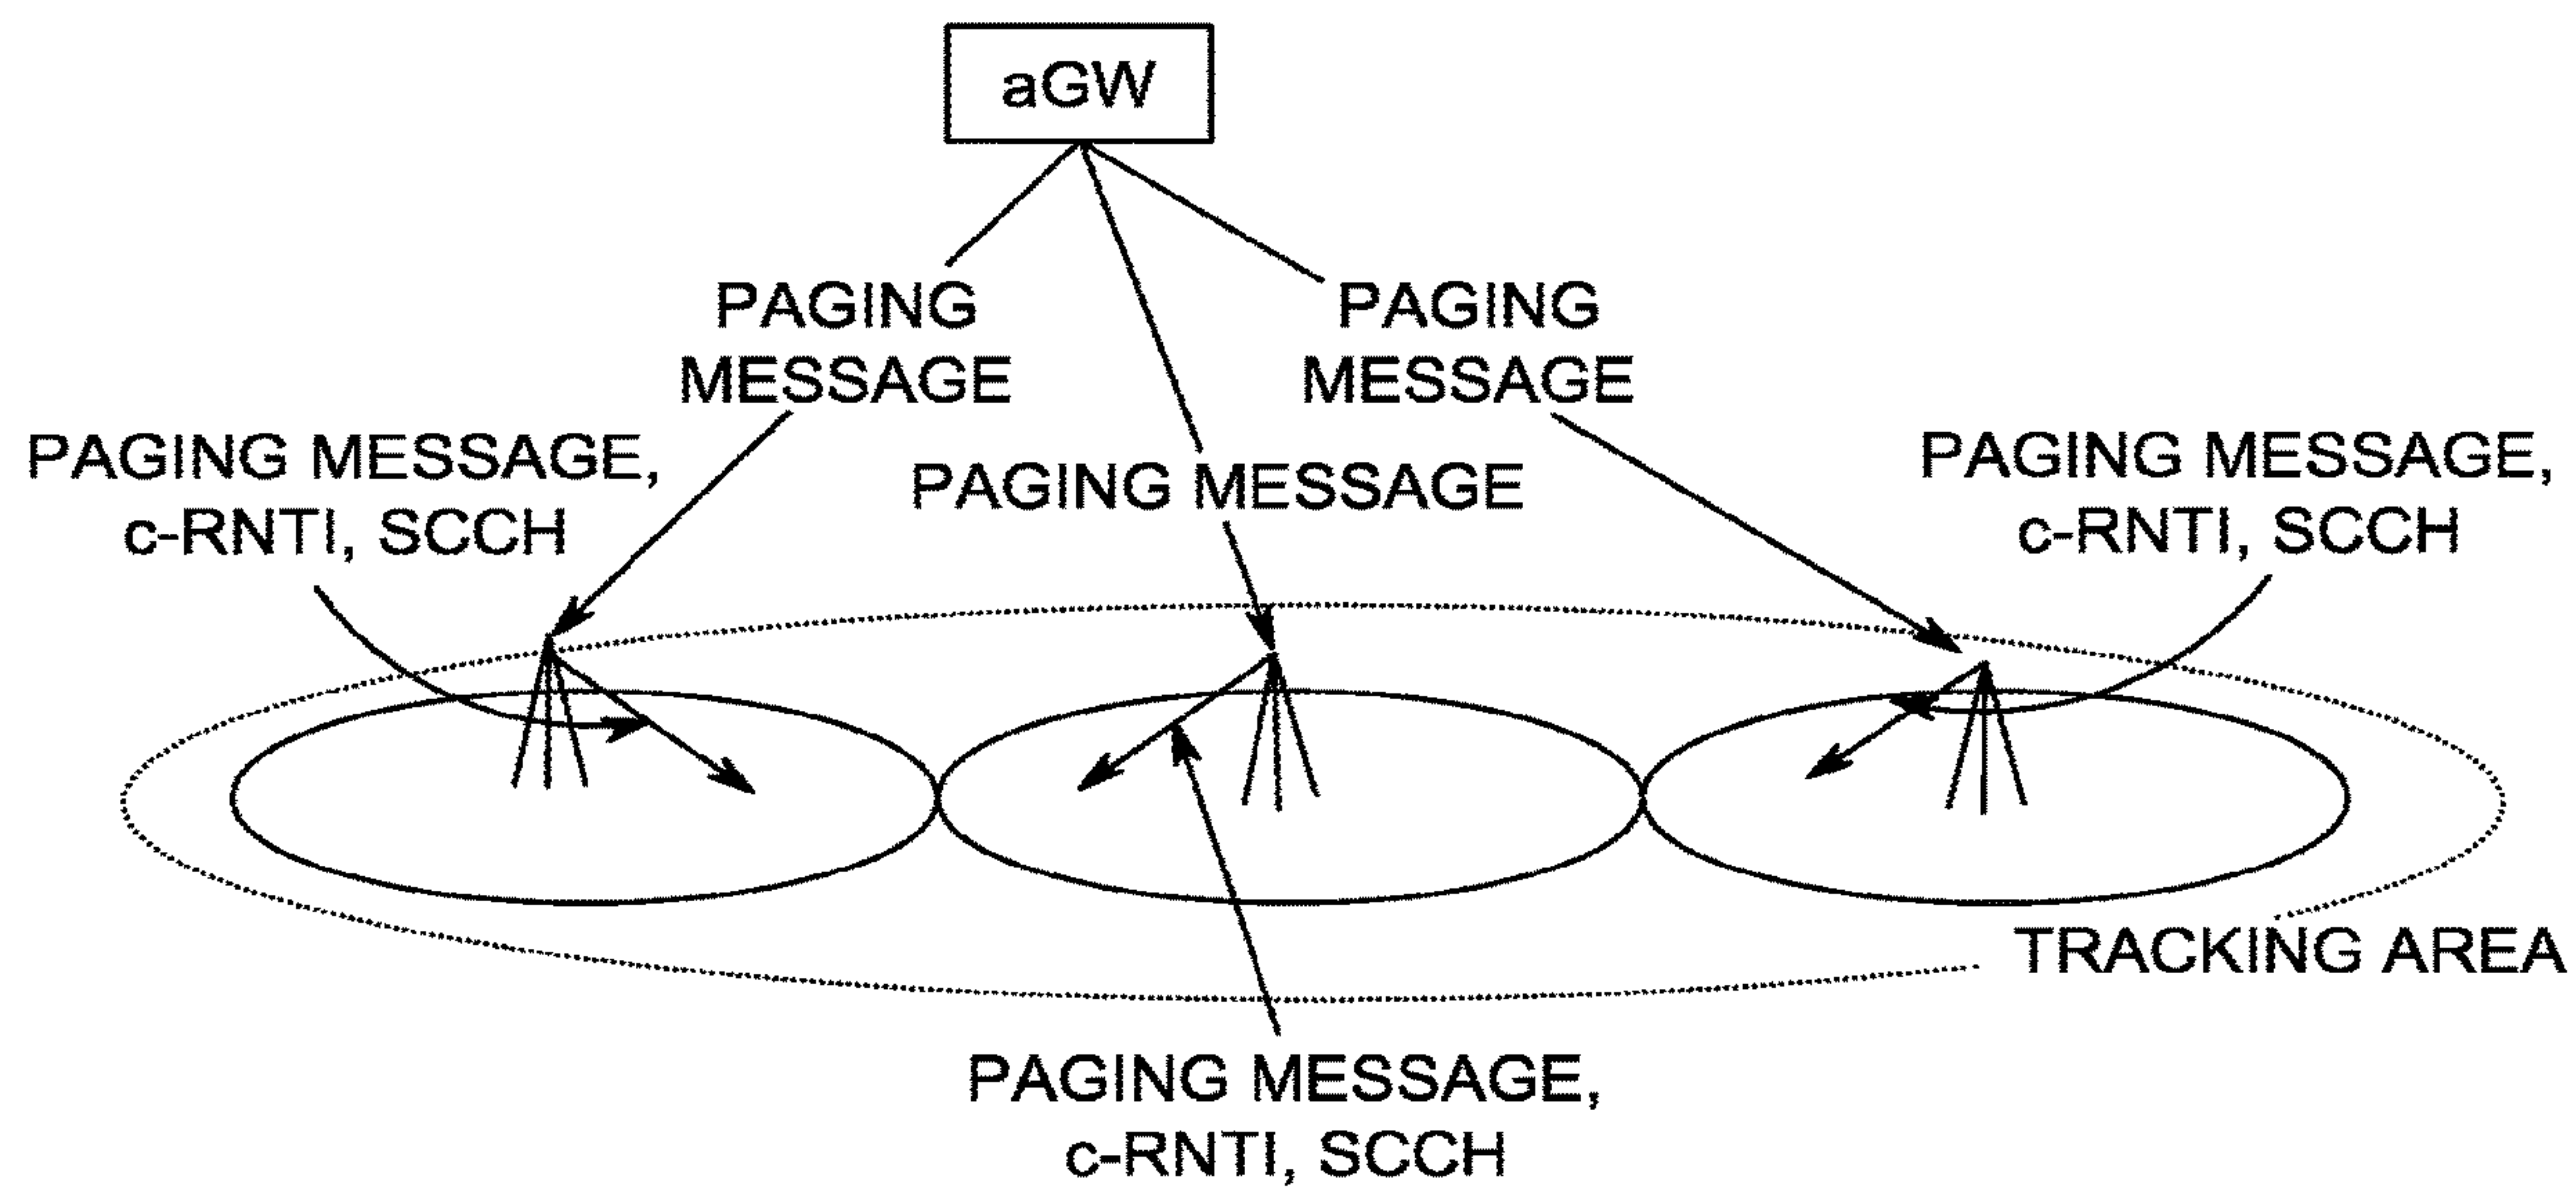 aGW
PAGING
MESSAGE
PAGING
MESSAGE
PAGING MESSAGE,
c-RNTI, SCCH
PAGING MESSAGE
PAGING MESSAGE,
c-RNTI, SCCH
TRACKING AREA
PAGING MESSAGE,
c-RNTI, SCCH